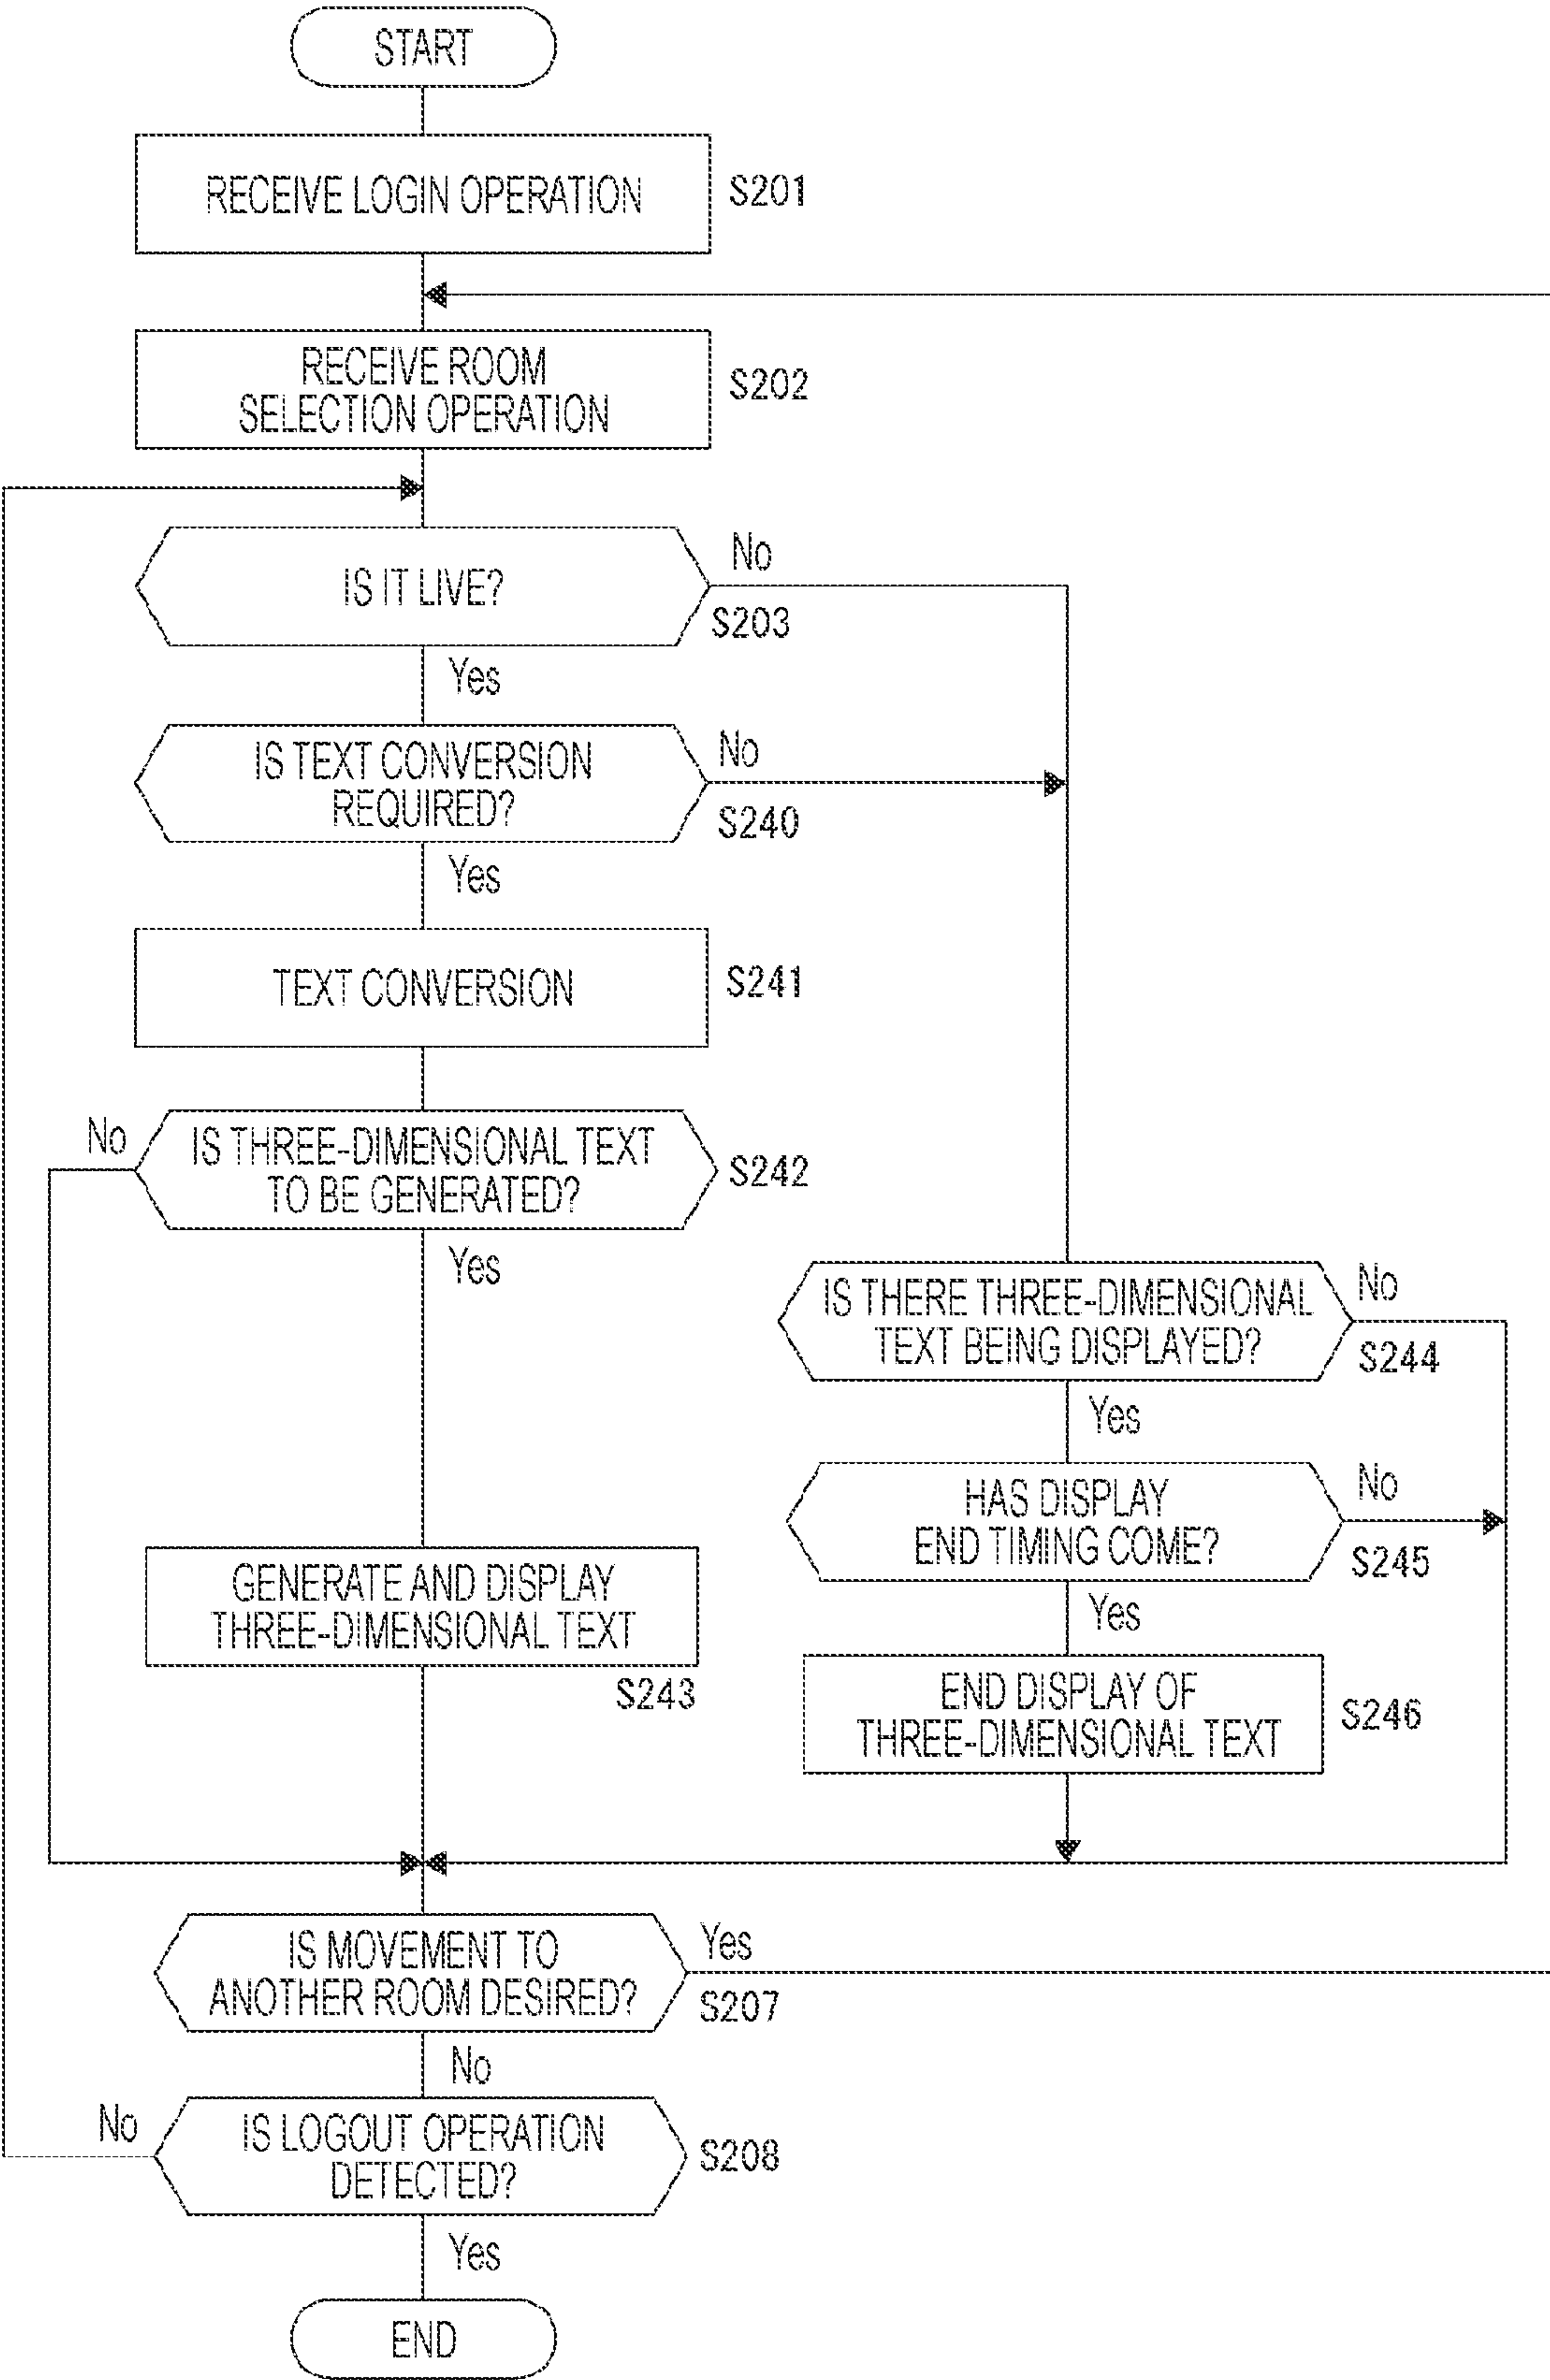 START
RECEIVE LOGIN OPERATION
S201
RECEIVE ROOM
SELECTION OPERATION
S202
IS IT LIVE?
No
S203
Yes
IS TEXT CONVERSION
REQUIRED?
No
S240
Yes
TEXT CONVERSION
S241
No
IS THREE-DIMENSIONAL TEXT
TO BE GENERATED?
S242
Yes
IS THERE THREE-DIMENSIONAL
TEXT BEING DISPLAYED?
No
S244
Yes
HAS DISPLAY
END TIMING COME?
No
S245
Yes
GENERATE AND DISPLAY
THREE-DIMENSIONAL TEXT
S243
END DISPLAY OF
THREE-DIMENSIONAL TEXT
S246
IS MOVEMENT TO
ANOTHER ROOM DESIRED?
Yes
S207
No
No
IS LOGOUT OPERATION
DETECTED?
S208
Yes
END